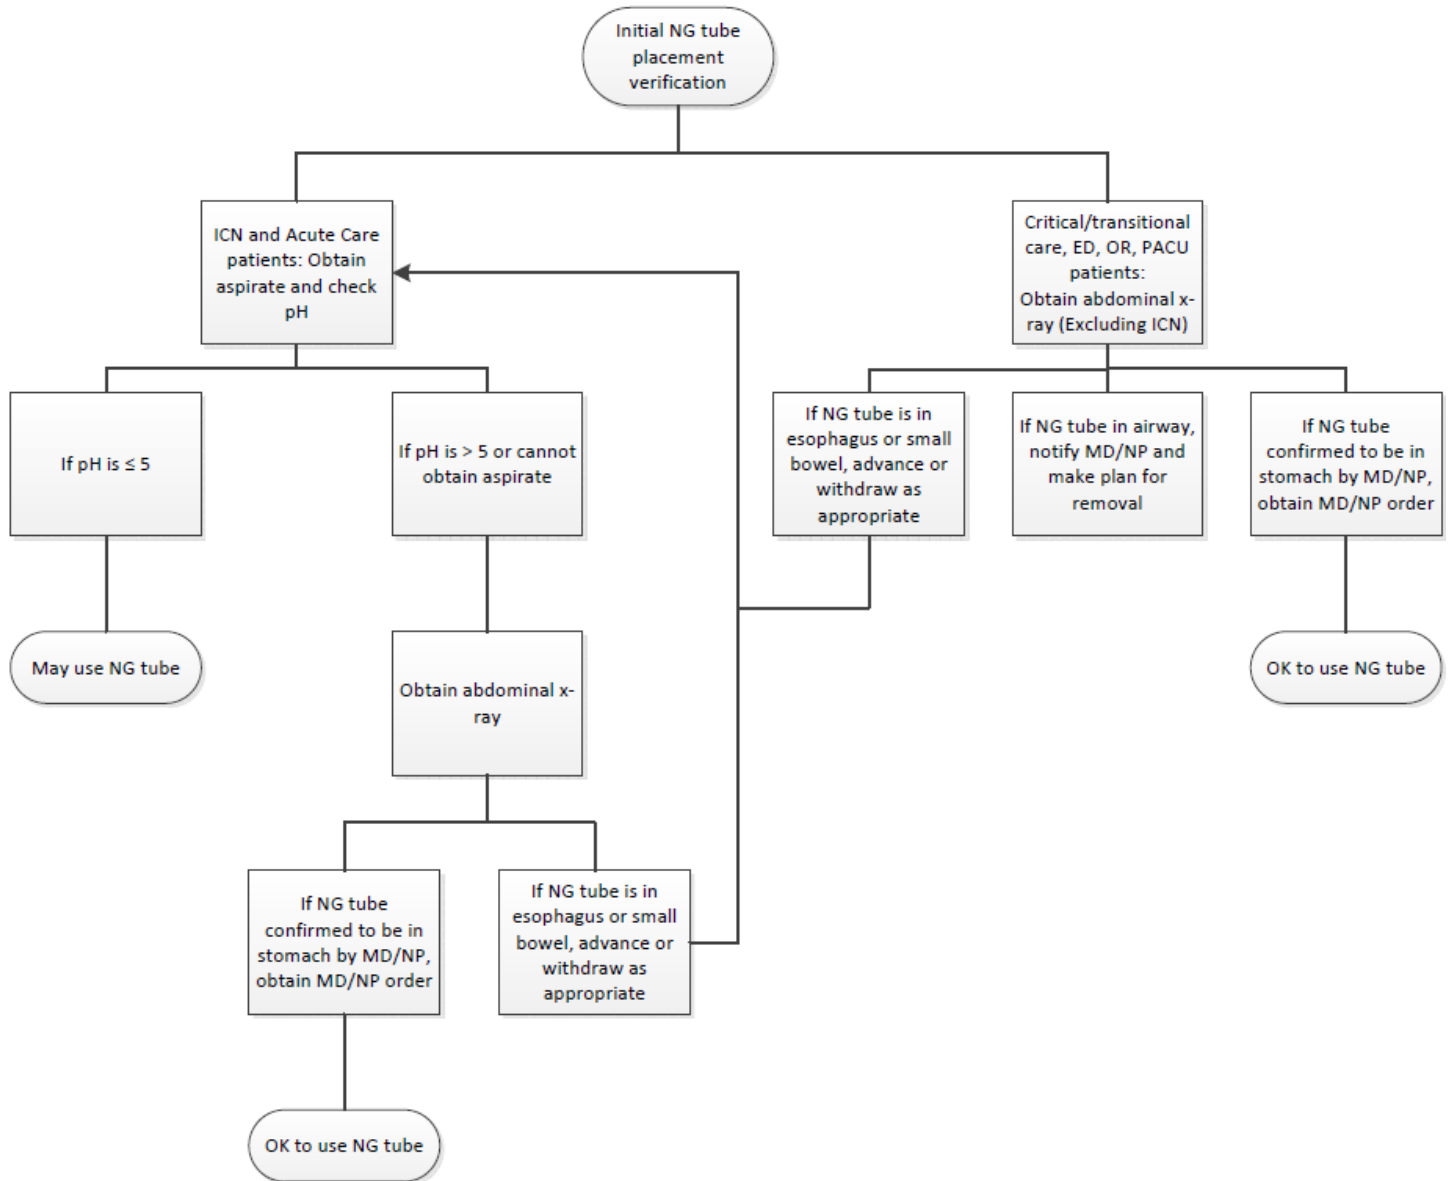 Initial NG tube
placement
verification
ICN and Acute Care
patients: Obtain
aspirate and check
pH
Critical/transitional
care, ED, OR, PACU
patients:
Obtain abdominal x-
ray (Excluding ICN)
If pH is ≤ 5
If pH is > 5 or cannot
obtain aspirate
If NG tube is in
esophagus or small
bowel, advance or
withdraw as
appropriate
If NG tube in airway,
notify MD/NP and
make plan for
removal
If NG tube
confirmed to be in
stomach by MD/NP,
obtain MD/NP order
May use NG tube
Obtain abdominal x-
ray
OK to use NG tube
If NG tube
confirmed to be in
stomach by MD/NP,
obtain MD/NP order
If NG tube is in
esophagus or small
bowel, advance or
withdraw as
appropriate
OK to use NG tube